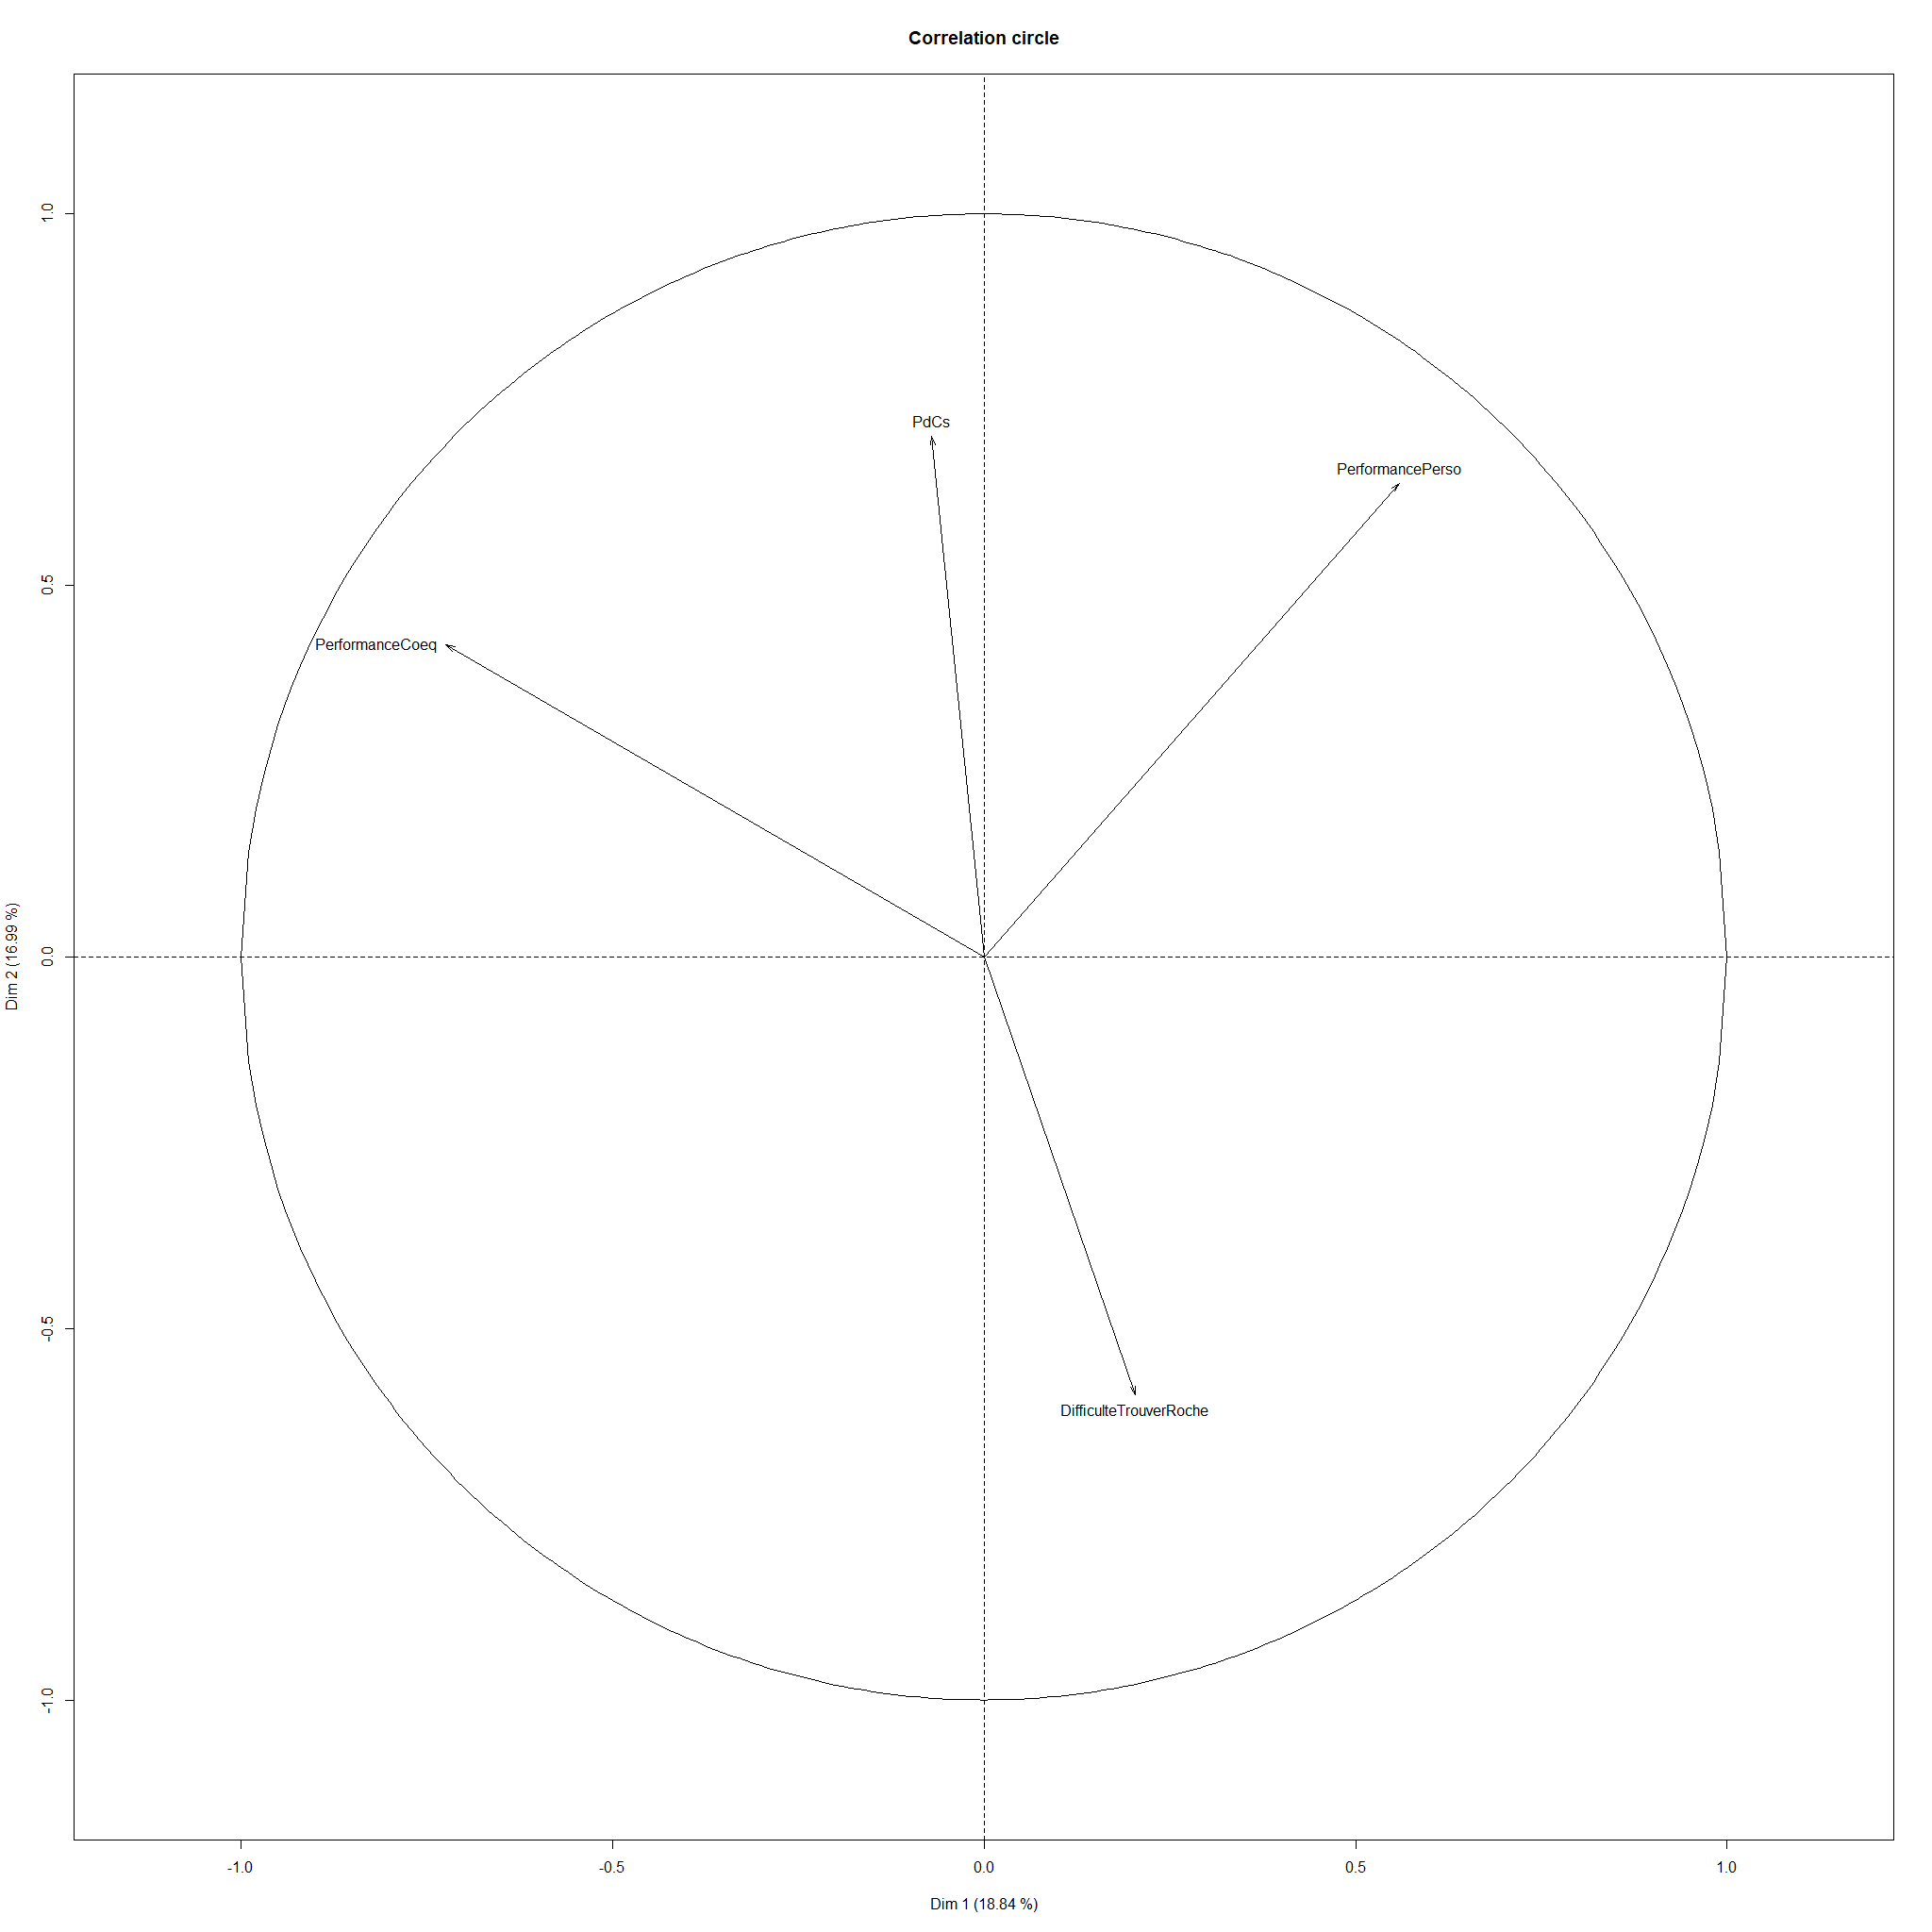 Correlation circle
1.0
0.5
0.0
-0.5
-1.0
Dim 2 (16.99 %)
PdCs
PerformancePerso
PerformanceCoeq
DifficulteTrouverRoche
-1.0
-0.5
0.0
0.5
1.0
Dim 1 (18.84 %)